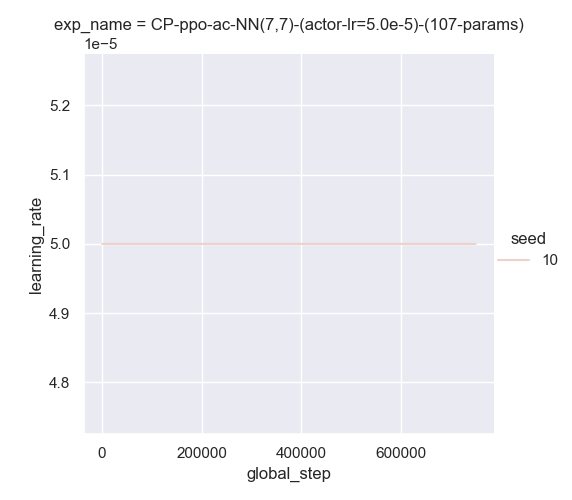 exp_name = CP-ppo-ac-NN(7,7)-(actor-lr=5.0e-5)-(107-params)
1e−5
5.2
5.1
5.0
4.9
4.8
learning_rate
seed
10
0 200000 400000 600000
global_step